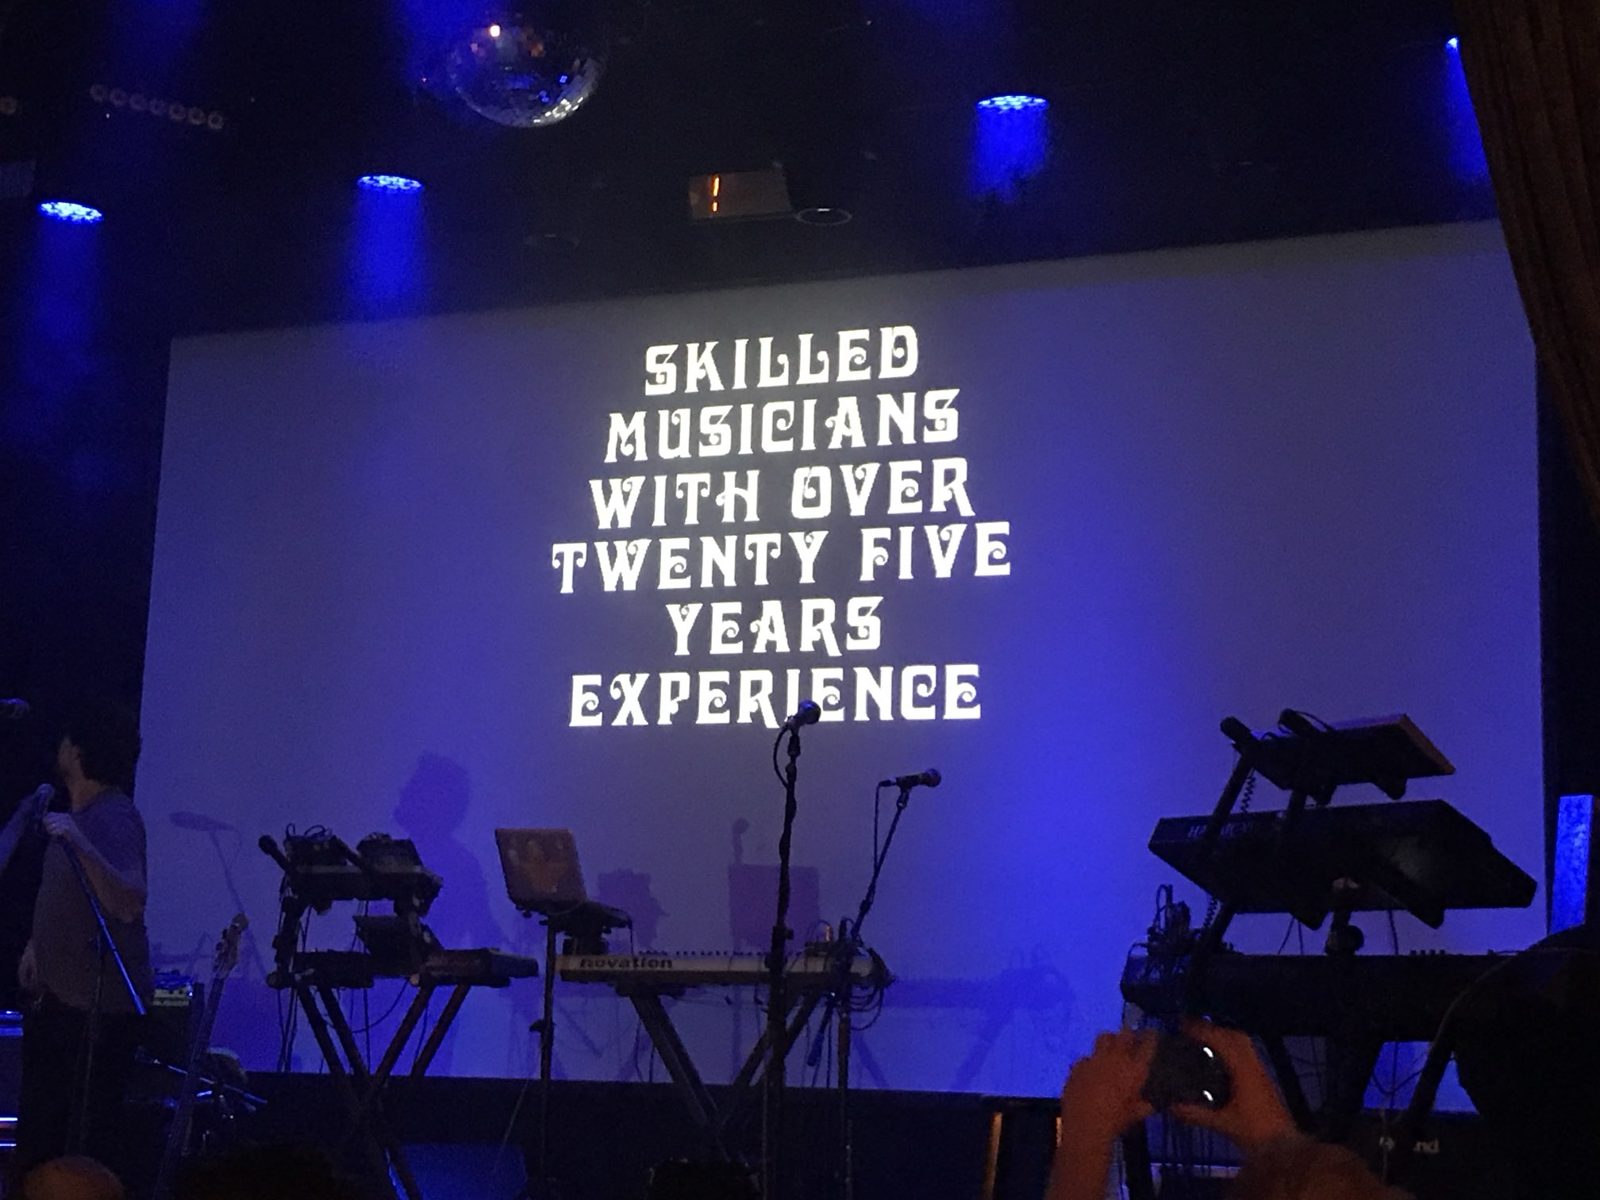 SKILLED
MUSICIANS
WITH OVER
TWENTY FIVE
YEARS
EXPERIENCE
novation